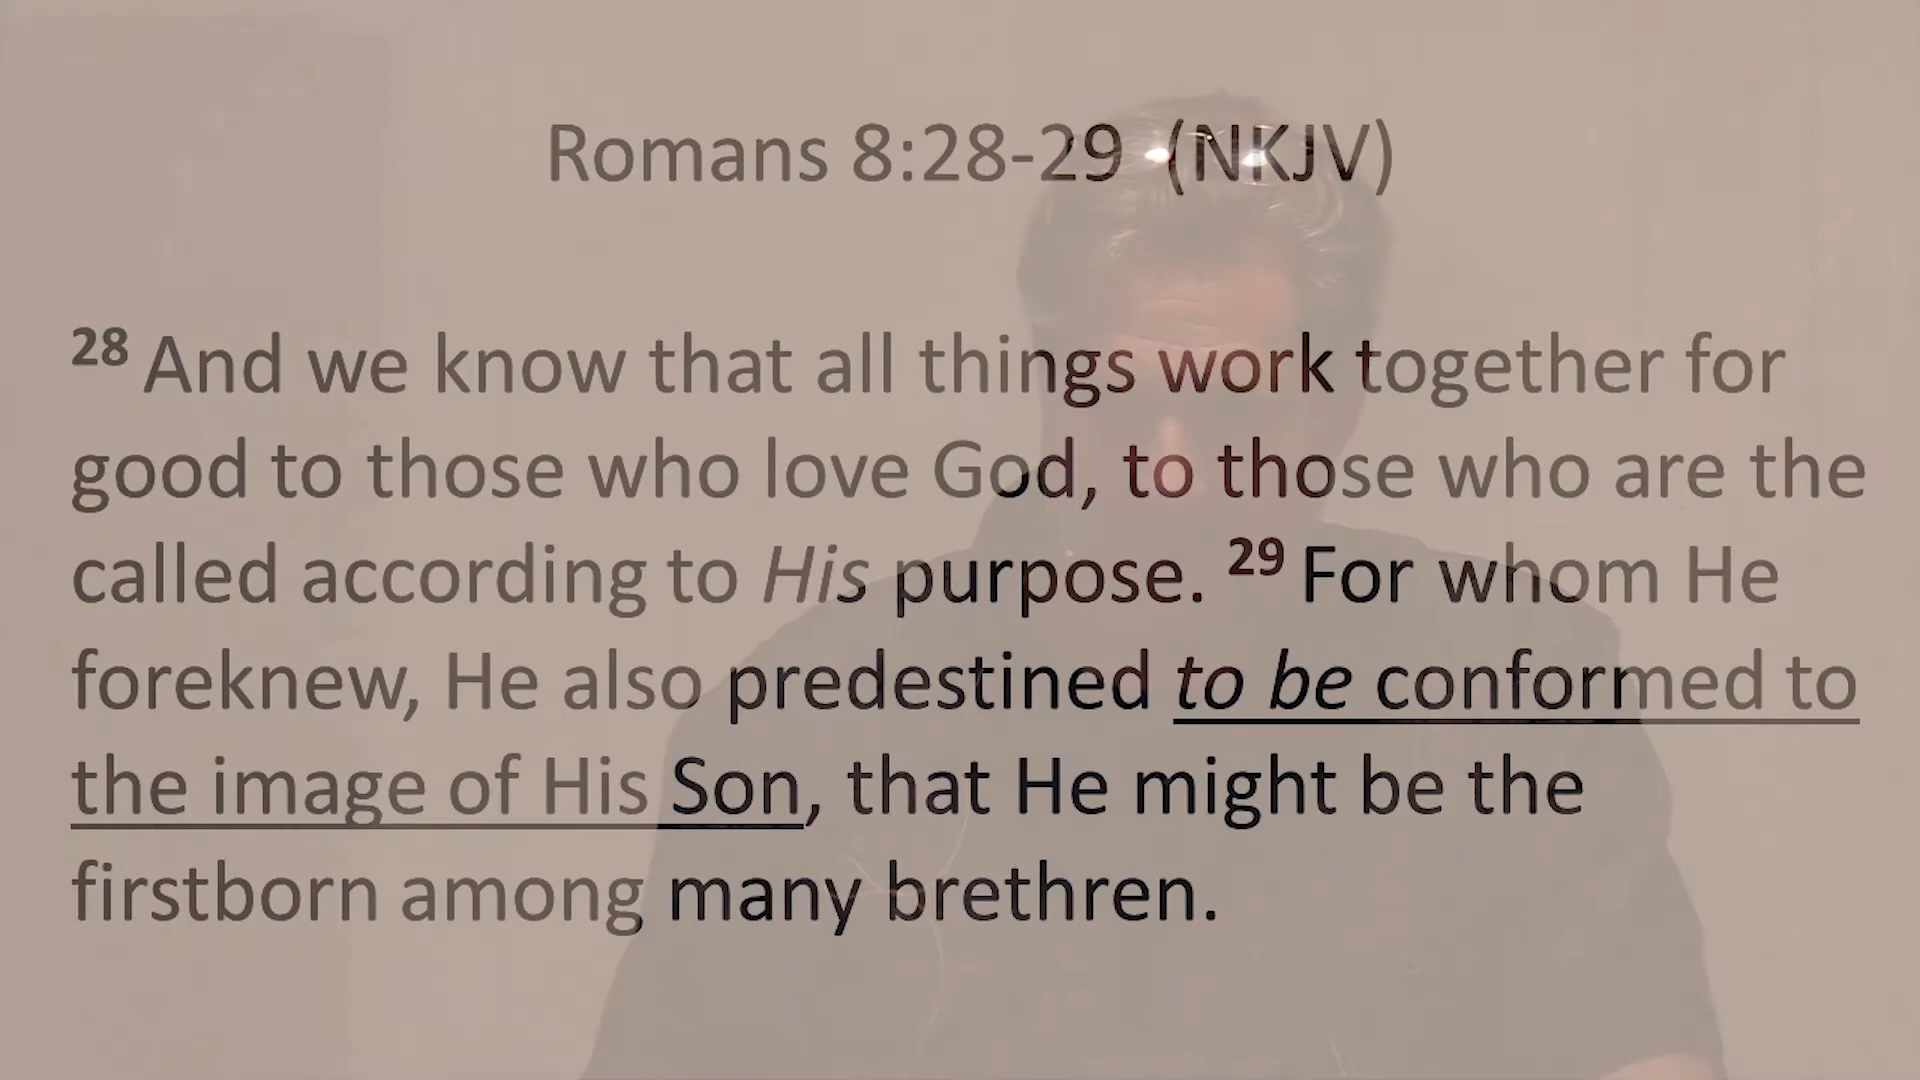 Romans 8:28-29 (NKJV)
28 And we know that all things work together for
good to those who love God, to those who are the
called according to His purpose. 29 For whom He
foreknew, He also predestined to be conformed to
the image of His Son, that He might be the
firstborn among many brethren.